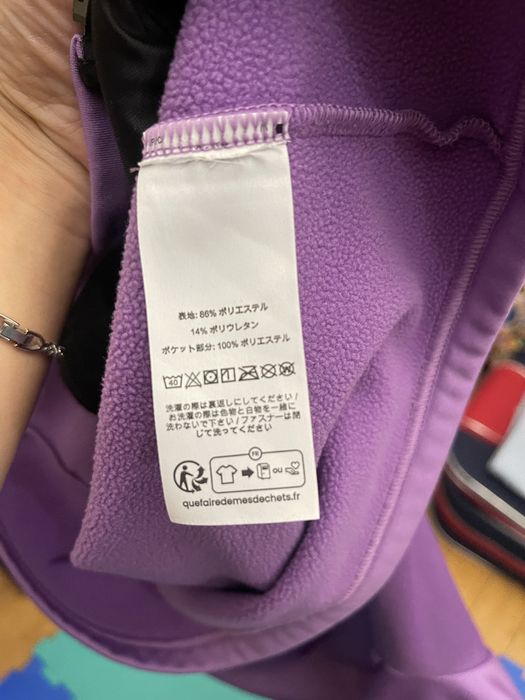 表地: 86% ポリエステル
14% ポリウレタン
ポケット部分: 100% ポリエステル
40
洗濯の際は裏返しにしてください /
お洗濯の際は色物と白物を一緒に
洗わないで下さい / ファスナーは閉
じて洗ってください
FR
ou
quefairedemesdechets.fr